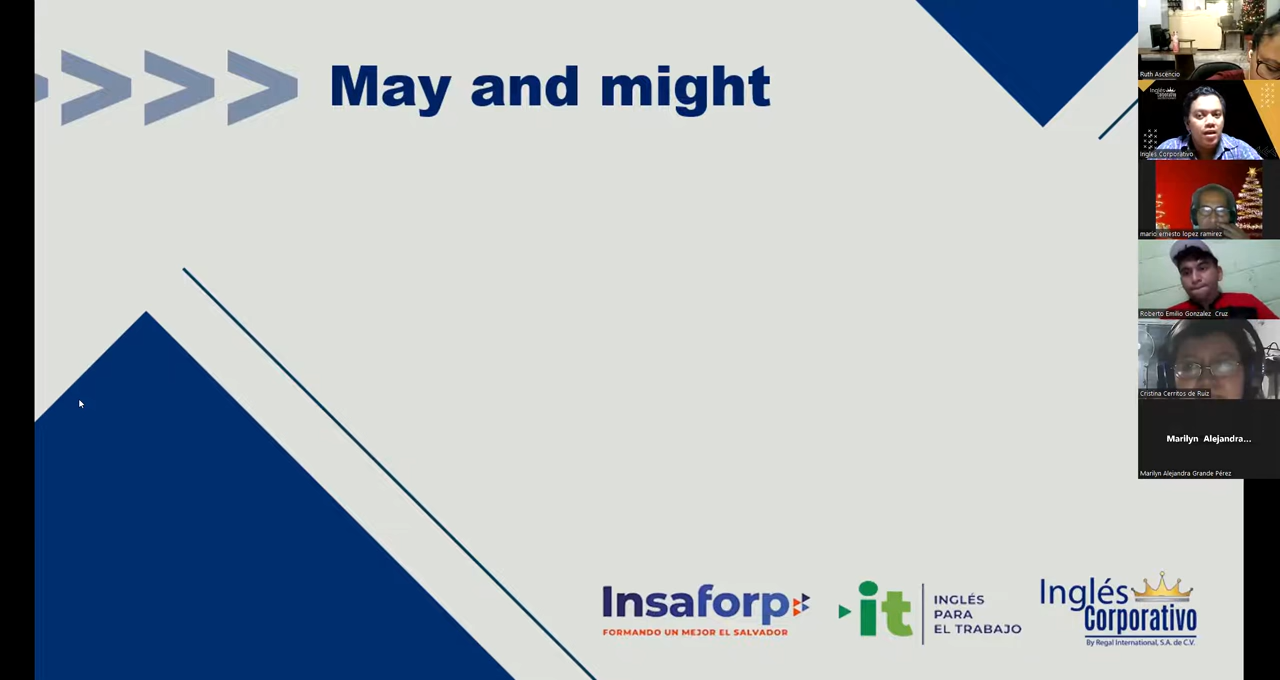 May and might
Insaforp
FORMANDO UN MEJOR EL SALVADOR
it
INGLÉS
PARA
EL TRABAJO
Inglés
Corporativo
By Regal International, S.A. de C.V.
Ruth Ascencio
Inglés Corporativo
mario ernesto lopez ramirez
Roberto Emilio Gonzalez Cruz
Cristina Cerritos de Ruiz
Marilyn Alejandra...
Marilyn Alejandra Grande Pérez